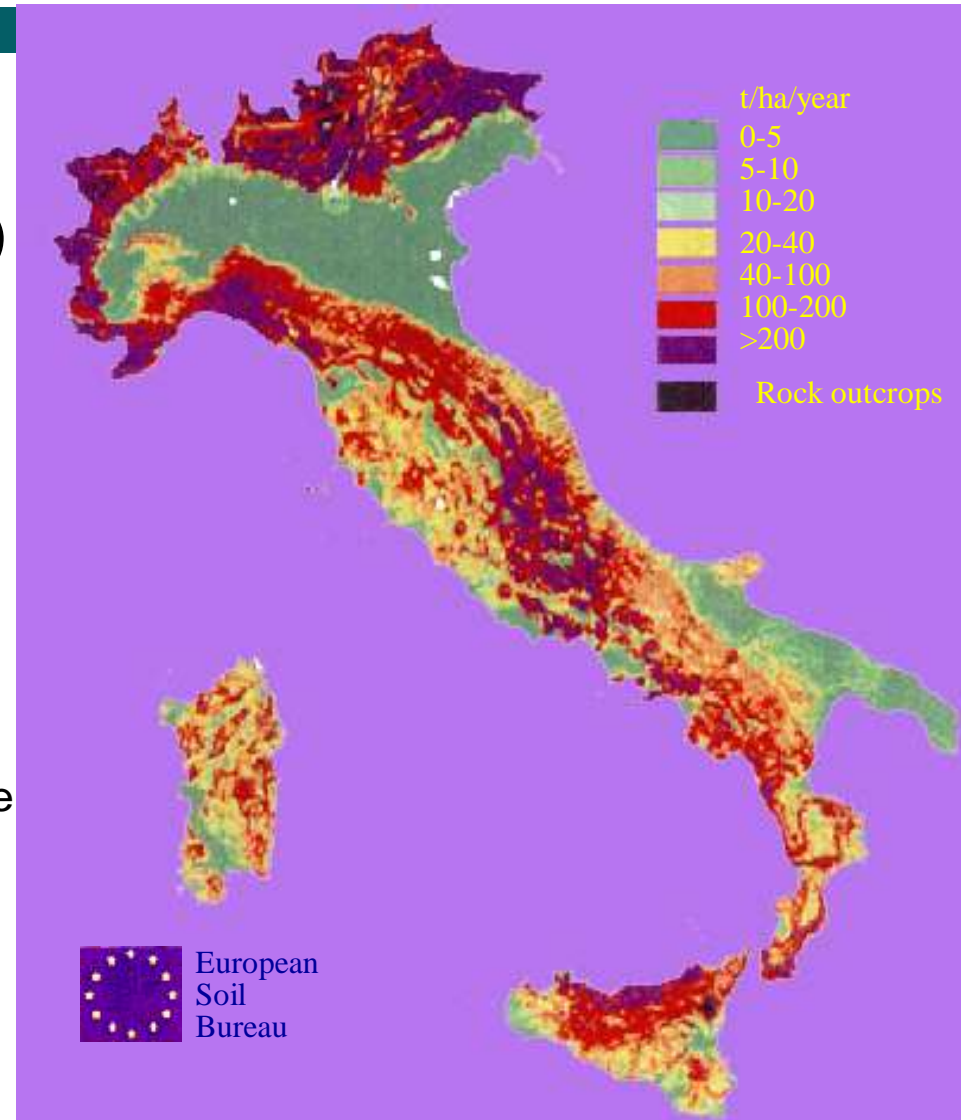 )
e
t/ha/year
0-5
5-10
10-20
20-40
40-100
100-200
>200
Rock outcrops
European
Soil
Bureau